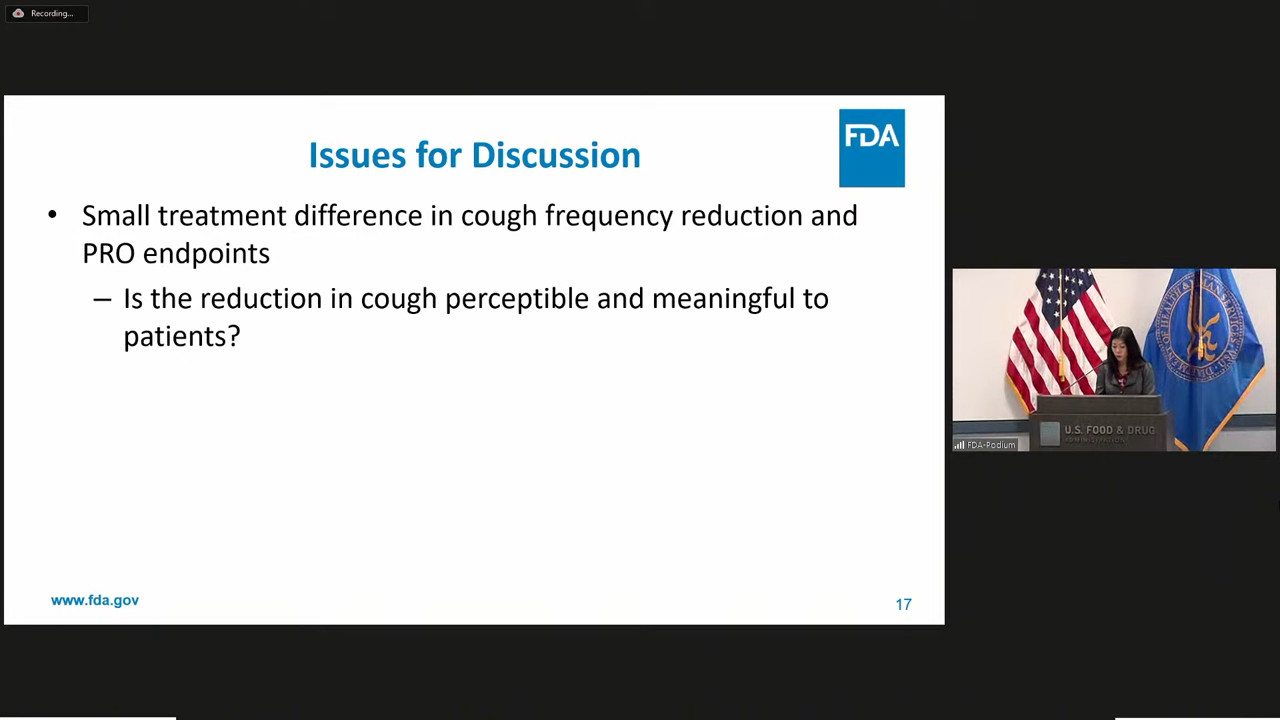 Recording...
Issues for Discussion
FDA
• Small treatment difference in cough frequency reduction and
PRO endpoints
– Is the reduction in cough perceptible and meaningful to
patients?
www.fda.gov
17
U.S. FOOD & DRUG
ADMINISTRATION
FDA-Podium